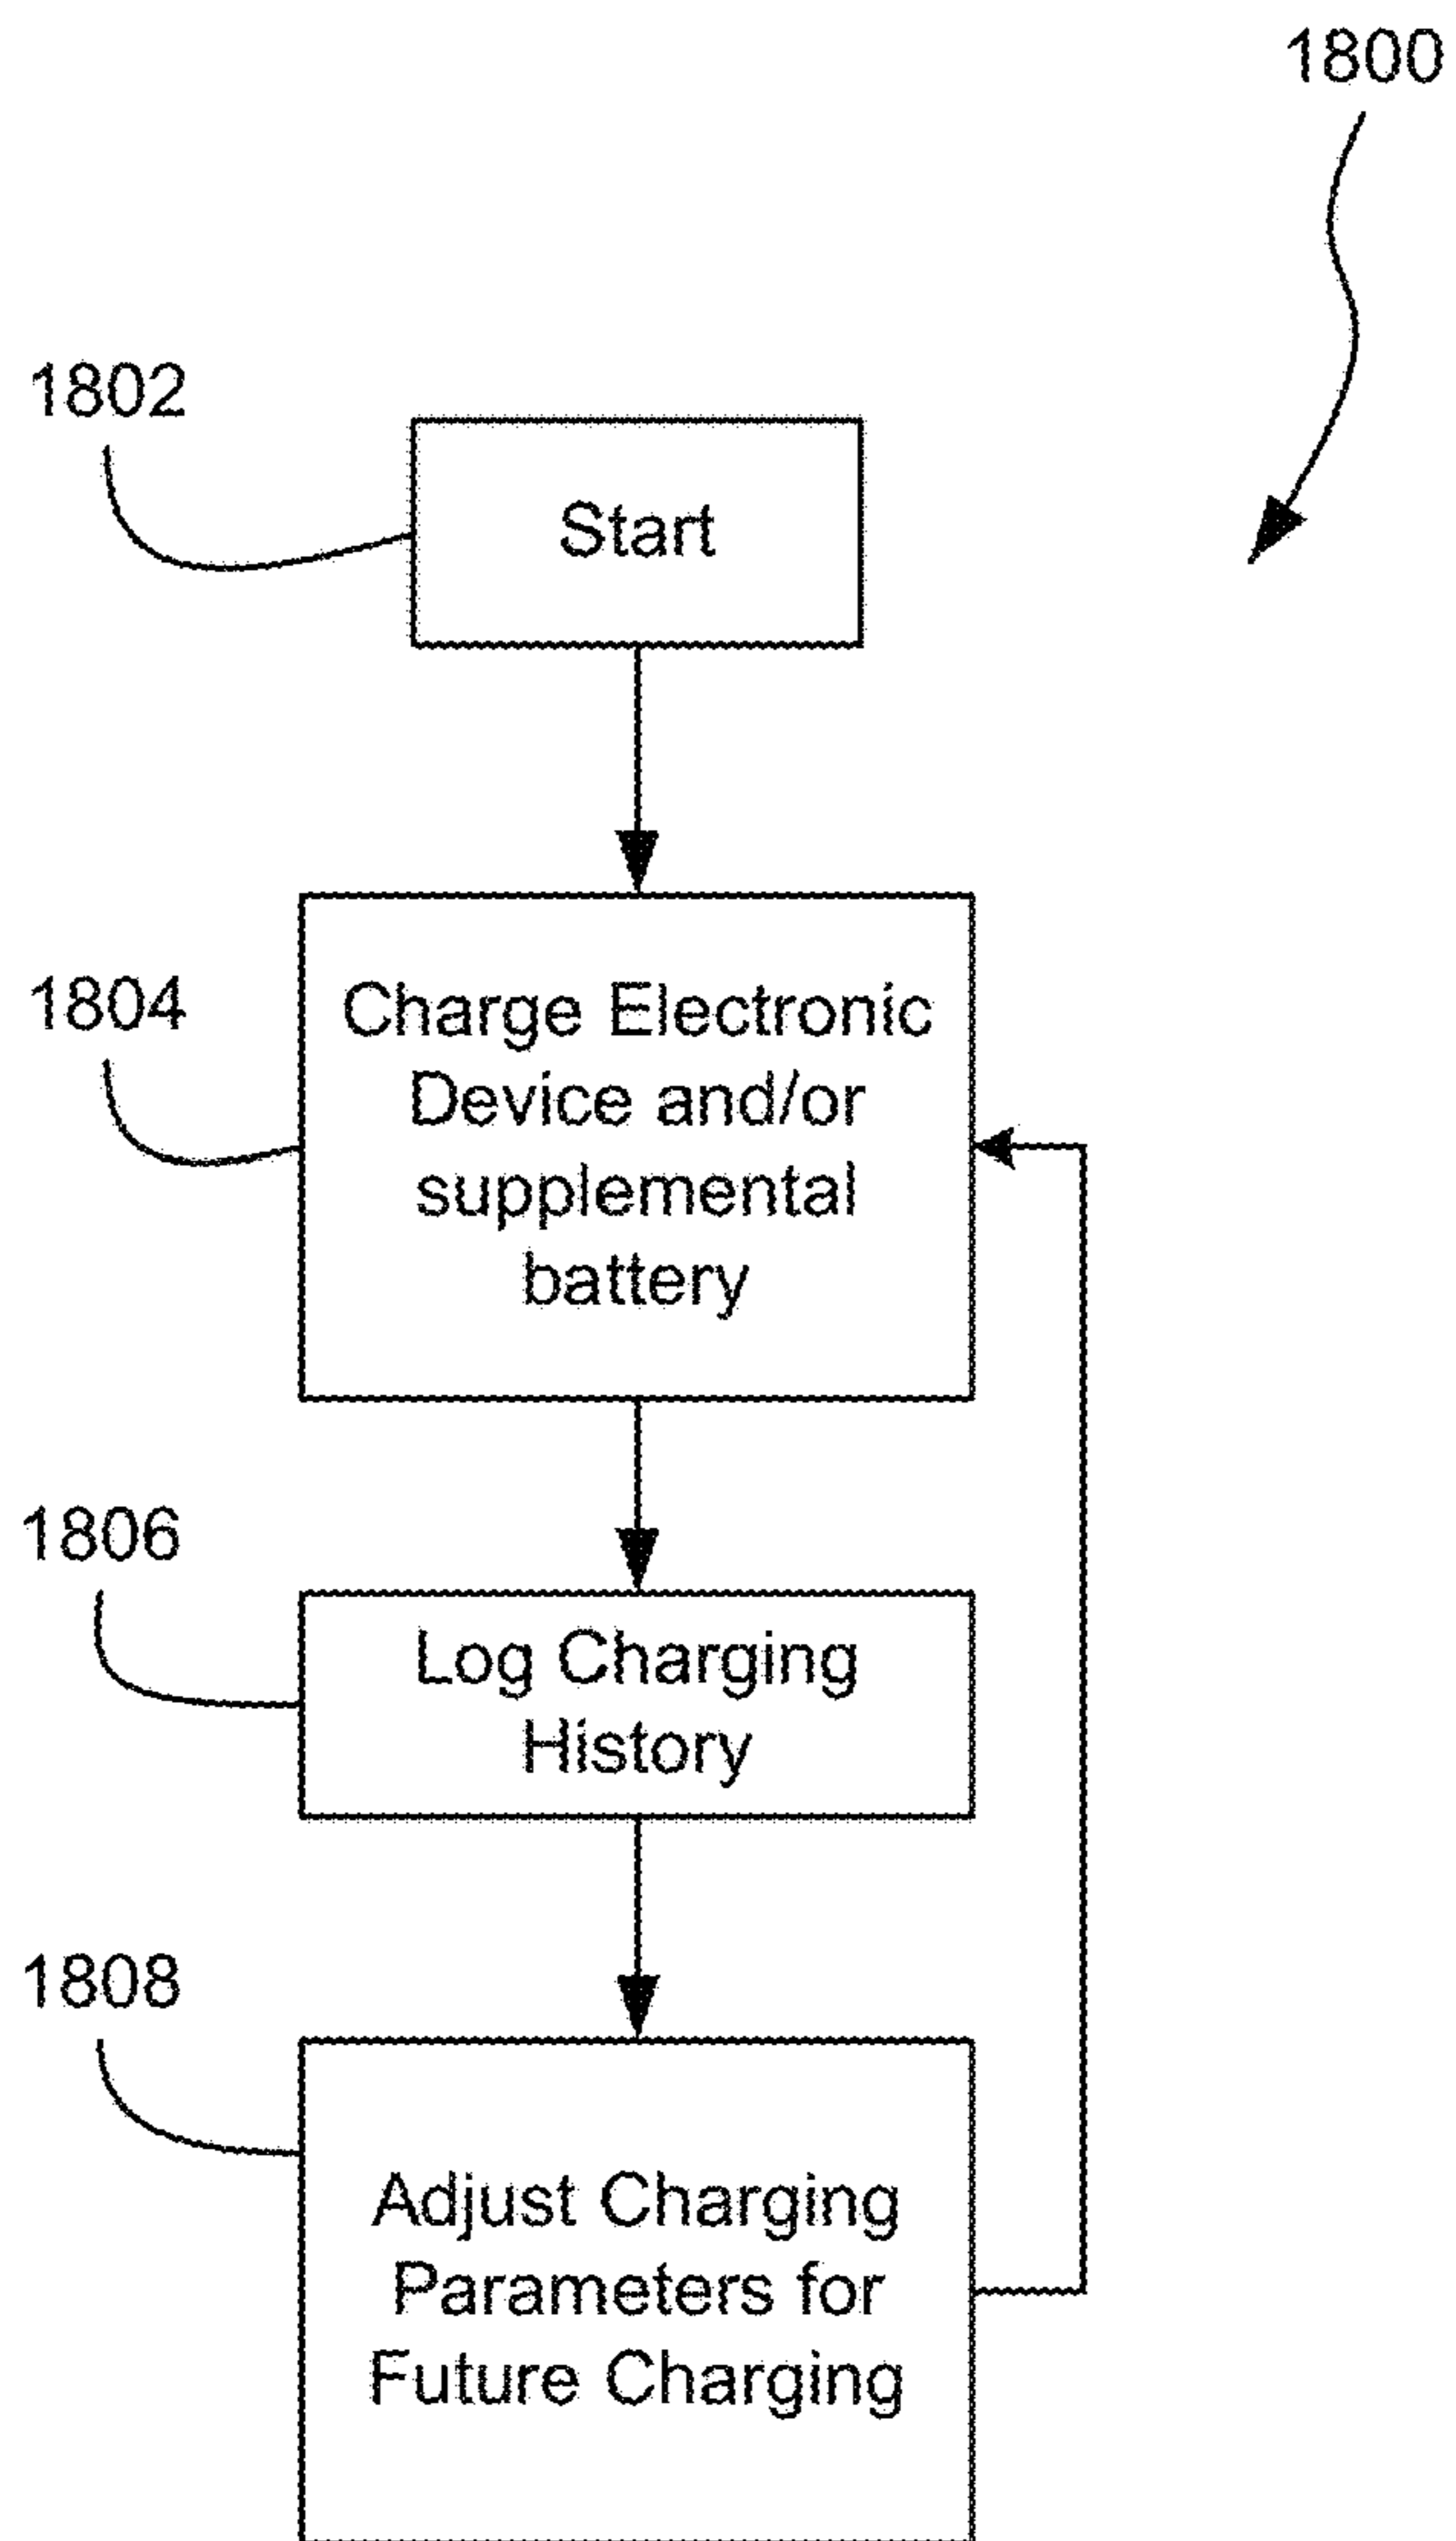 1800
1802
Start
1804
Charge Electronic
Device and/or
supplemental
battery
1806
Log Charging
History
1808
Adjust Charging
Parameters for
Future Charging